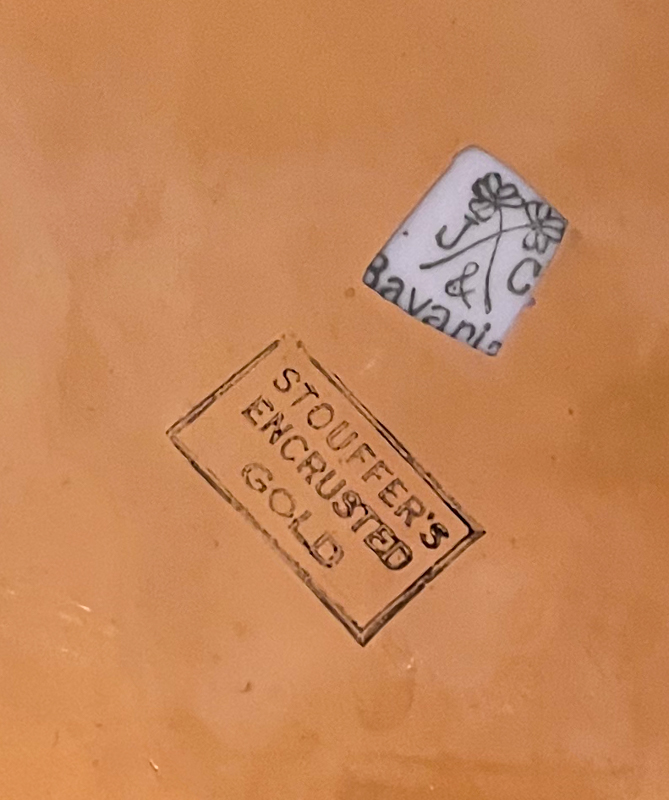 J & C
Bavaria
STOUFFER'S
ENCRUSTED
GOLD